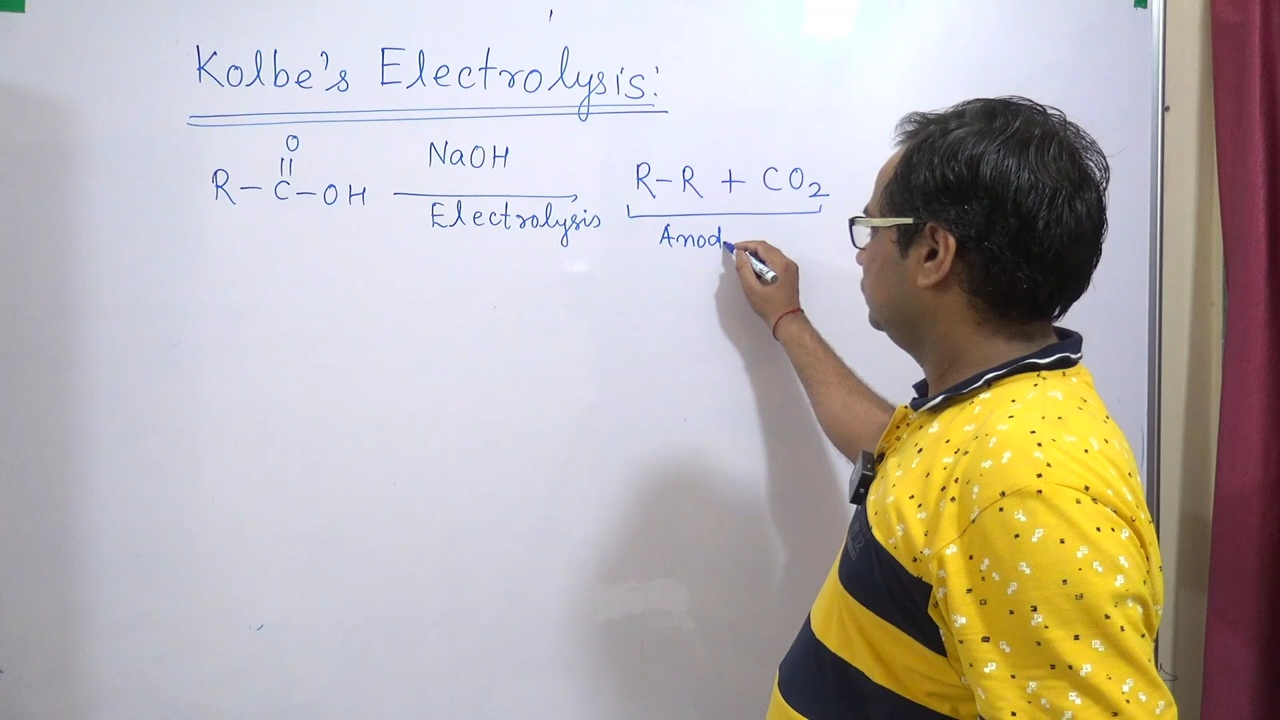 Kolbe's Electrolysis:
O
||
R-C-OH NaOH R-R + CO2
Electrolysis
Anod